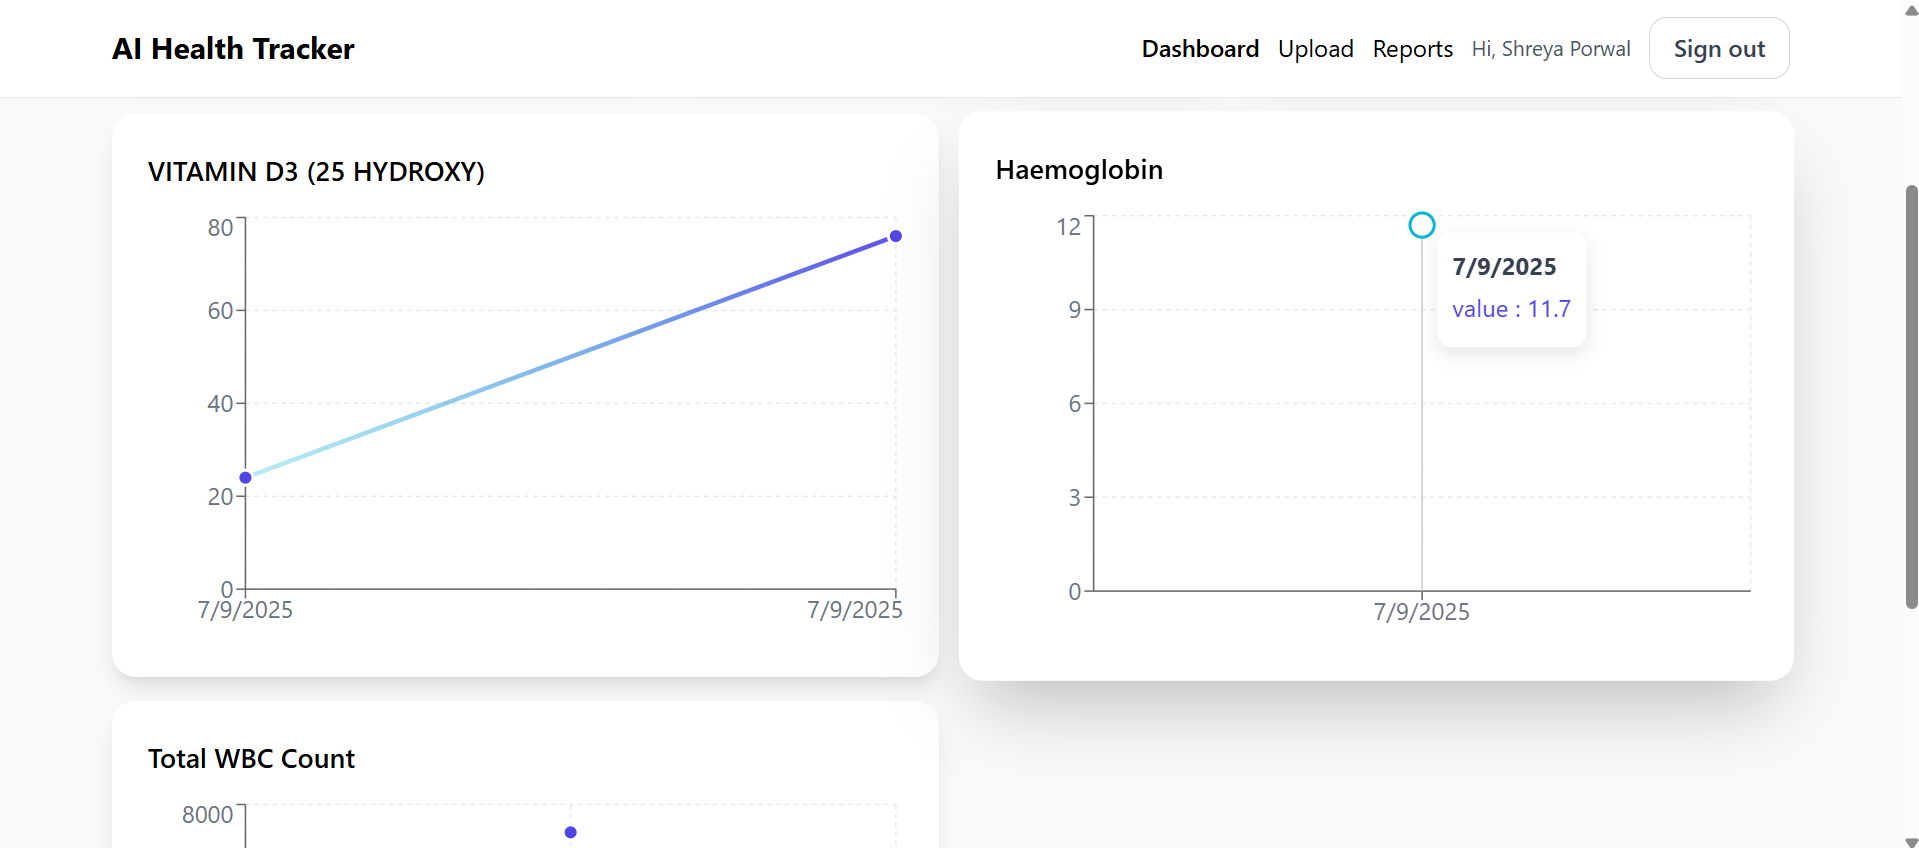 AI Health Tracker
Dashboard Upload Reports Hi, Shreya Porwal Sign out
VITAMIN D3 (25 HYDROXY)
80
60
40
20
0
7/9/2025 7/9/2025
Haemoglobin
12
9
6
3
0
7/9/2025
value : 11.7
7/9/2025
Total WBC Count
8000